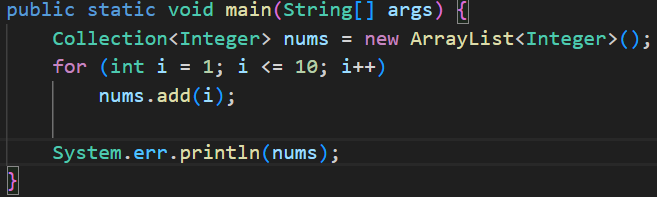 public static void main(String[] args) {
    Collection<Integer> nums = new ArrayList<Integer>();
    for (int i = 1; i <= 10; i++)
        nums.add(i);

    System.err.println(nums);
}